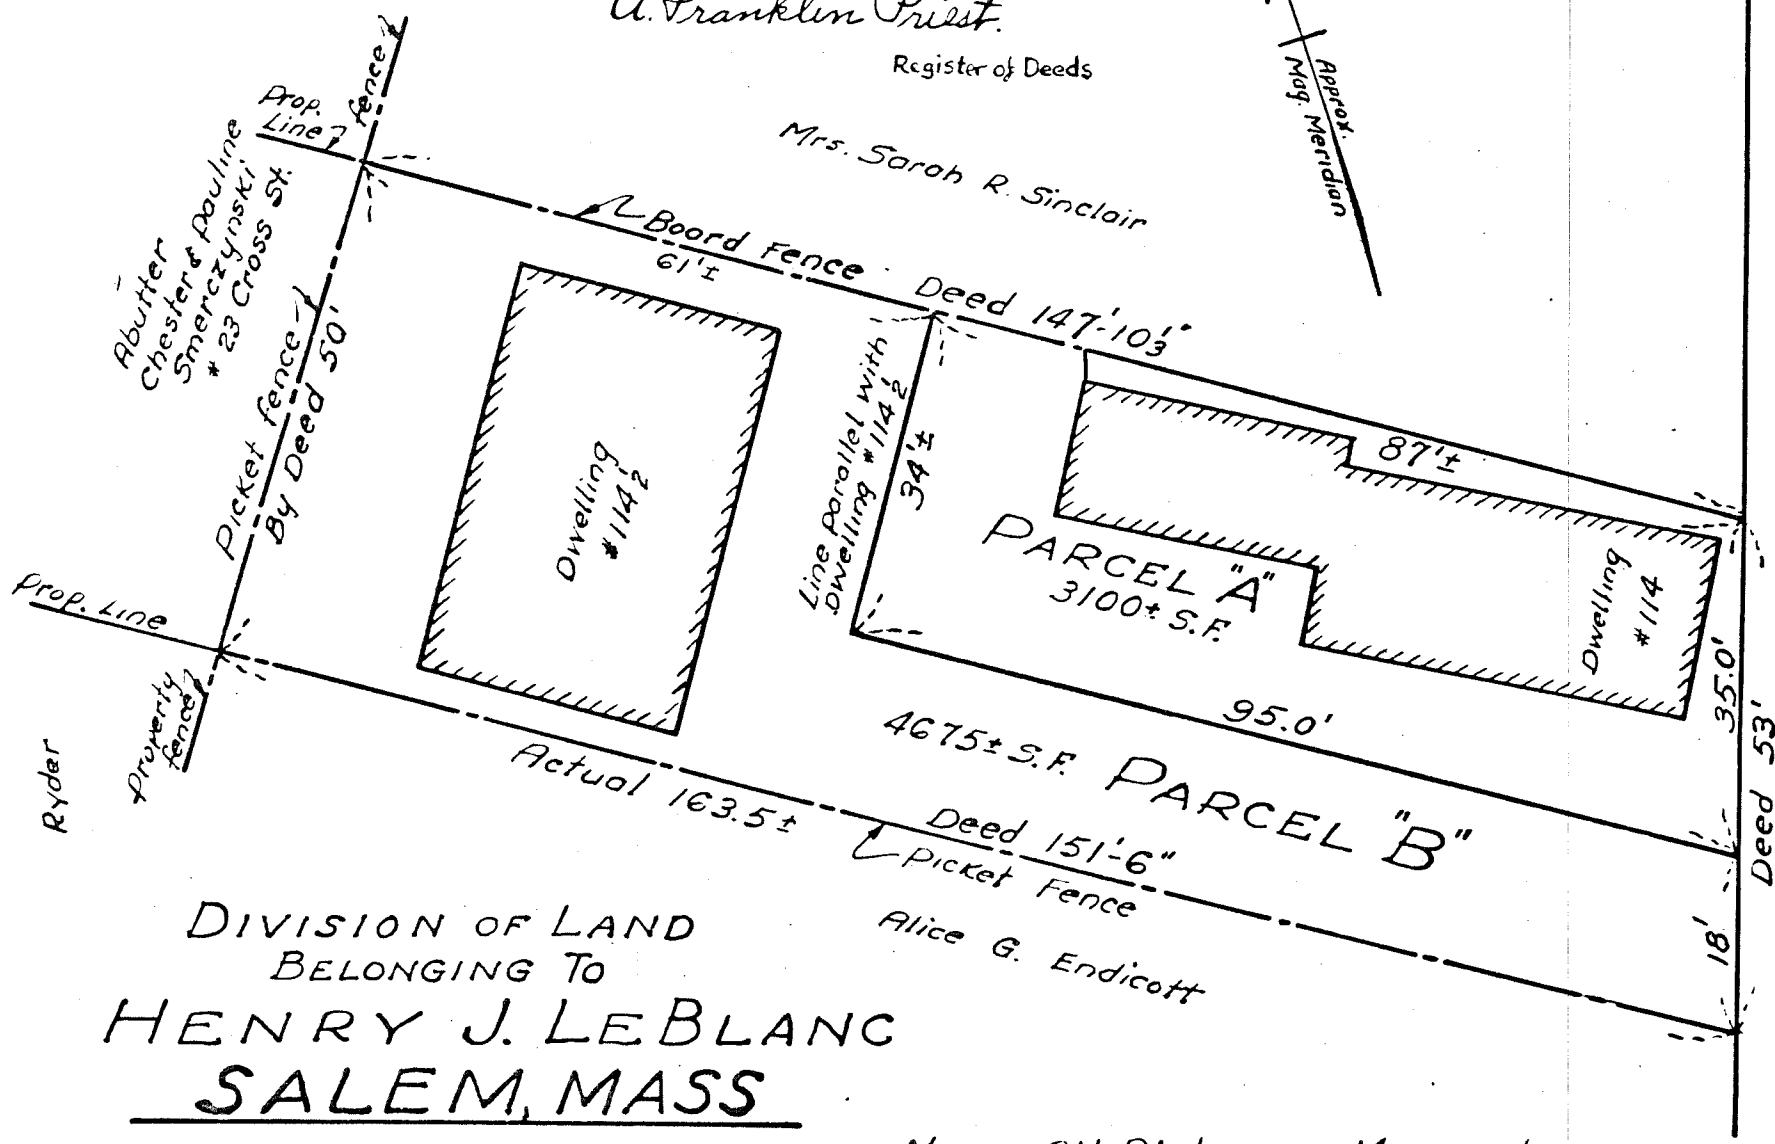 A. Franklin Priest.
Register of Deeds
Approx.
Mag. Meridian
Mrs. Sarah R. Sinclair
fence
Prop.
Line
Abutter
Chester & Pauline
Smerczynski
# 23 Cross St.
Board Fence
61'±
Deed 147'-10⅓"
Picket fence
By Deed 50'
Dwelling
#114½
Line parallel with
Dwelling #114½
34'±
87'±
PARCEL "A"
3100± S.F.
Dwelling
#114
35.0'
Deed 53'
Prop. Line
Property
fence
Ryder
95.0'
4675± S.F. PARCEL "B"
Actual 163.5±
Deed 151'-6"
Picket Fence
18'
Alice G. Endicott
DIVISION OF LAND
BELONGING TO
HENRY J. LEBLANC
SALEM, MASS